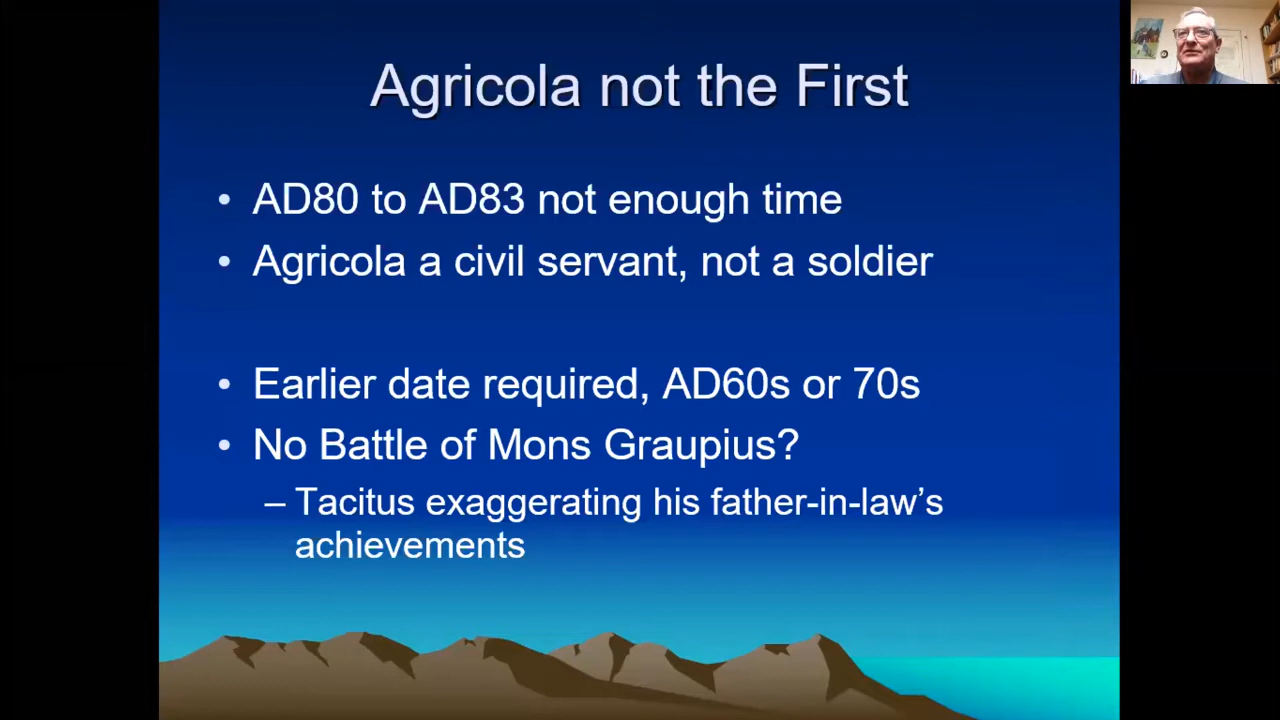 Agricola not the First
• AD80 to AD83 not enough time
• Agricola a civil servant, not a soldier
• Earlier date required, AD60s or 70s
• No Battle of Mons Graupius?
– Tacitus exaggerating his father-in-law’s
achievements